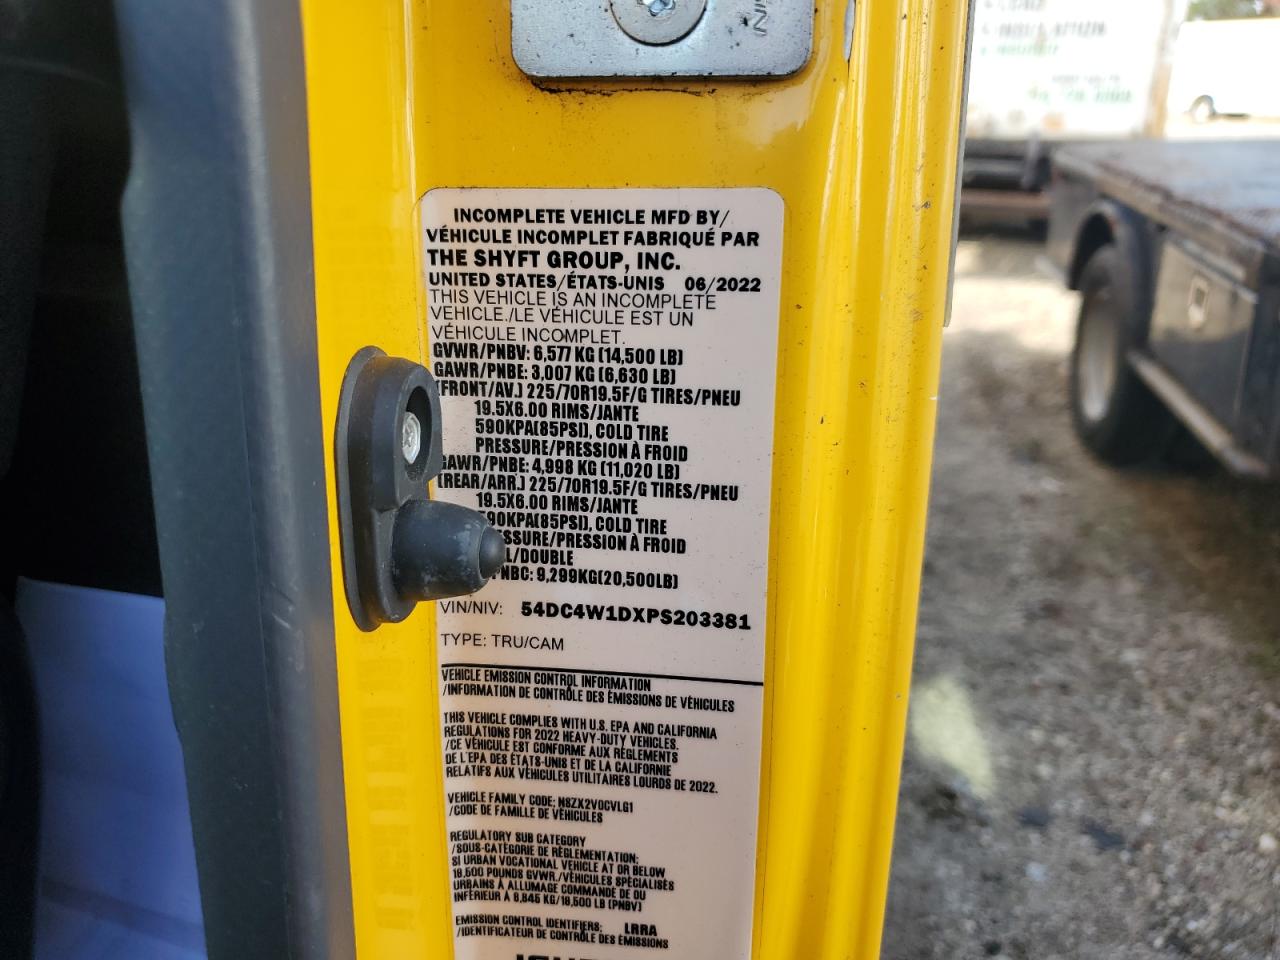 INCOMPLETE VEHICLE MFD BY/
VÉHICULE INCOMPLET FABRIQUÉ PAR
THE SHYFT GROUP, INC.
UNITED STATES/ÉTATS-UNIS 06/2022
THIS VEHICLE IS AN INCOMPLETE
VEHICLE./LE VÉHICULE EST UN
VÉHICULE INCOMPLET.
GVWR/PNBV: 6,577 KG (14,500 LB)
GAWR/PNBE: 3,007 KG (6,630 LB)
(FRONT/AV.) 225/70R19.5F/G TIRES/PNEU
19.5X6.00 RIMS/JANTE
590KPA(85PSI), COLD TIRE
PRESSURE/PRESSION À FROID
GAWR/PNBE: 4,998 KG (11,020 LB)
(REAR/ARR.) 225/70R19.5F/G TIRES/PNEU
19.5X6.00 RIMS/JANTE
590KPA(85PSI), COLD TIRE
SSURE/PRESSION À FROID
L/DOUBLE
NBC: 9,299KG(20,500LB)
VIN/NIV: 54DC4W1DXPS203381
TYPE: TRU/CAM
VEHICLE EMISSION CONTROL INFORMATION
/INFORMATION DE CONTRÔLE DES ÉMISSIONS DE VÉHICULES
THIS VEHICLE COMPLIES WITH U.S. EPA AND CALIFORNIA
REGULATIONS FOR 2022 HEAVY-DUTY VEHICLES.
/CE VÉHICULE EST CONFORME AUX RÈGLEMENTS
DE L'EPA DES ÉTATS-UNIS ET DE LA CALIFORNIE
RELATIFS AUX VÉHICULES UTILITAIRES LOURDS DE 2022.
VEHICLE FAMILY CODE: NSZX2VOCVLG1
/CODE DE FAMILLE DE VÉHICULES
REGULATORY SUB CATEGORY
/SOUS-CATÉGORIE DE RÉGLEMENTATION:
SI URBAN VOCATIONAL VEHICLE AT OR BELOW
19,500 POUNDS GVWR./VÉHICULES SPÉCIALISÉS
URBAINS À ALLUMAGE COMMANDÉ DE OU
INFÉRIEUR À 8,845 KG/19,500 LB (PNBV)
EMISSION CONTROL IDENTIFIERS: LRRA
/IDENTIFICATEUR DE CONTRÔLE DES ÉMISSIONS